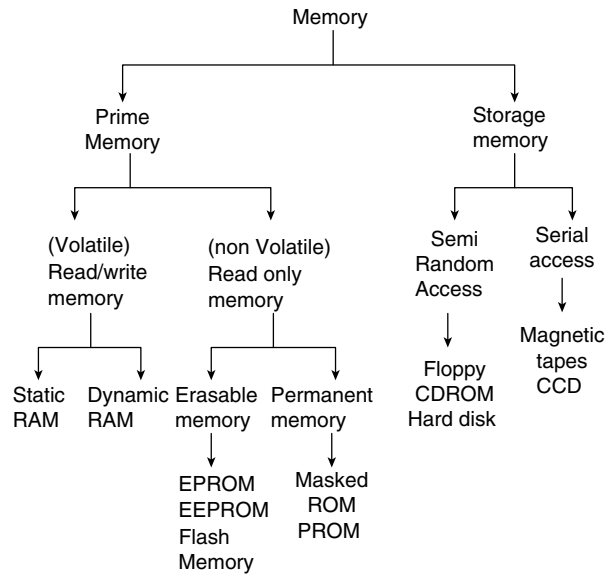 Memory
Prime
Memory
Storage
memory
(Volatile)
Read/write
memory
(non Volatile)
Read only
memory
Semi
Random
Access
Serial
access
Static
RAM
Dynamic
RAM
Erasable
memory
Permanent
memory
Floppy
CDROM
Hard disk
Magnetic
tapes
CCD
EPROM
EEPROM
Flash
Memory
Masked
ROM
PROM